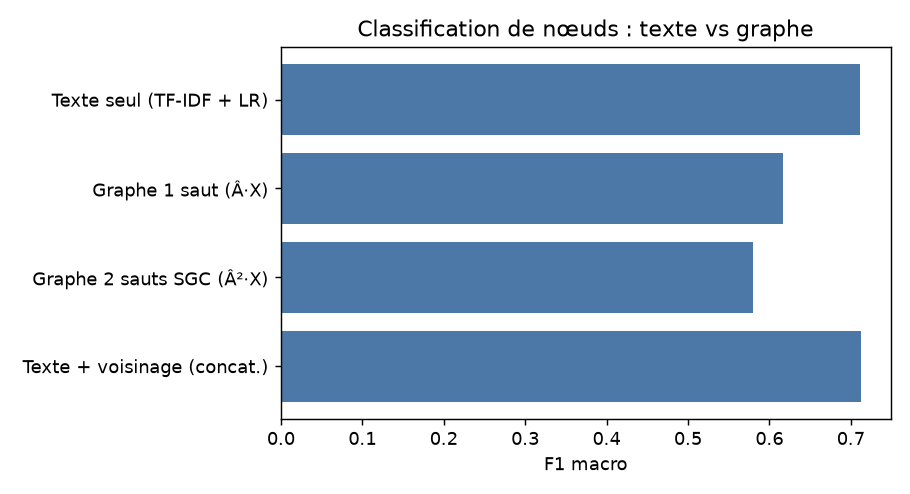 Classification de nœuds : texte vs graphe
Texte seul (TF-IDF + LR)
Graphe 1 saut (Â·X)
Graphe 2 sauts SGC (Â²·X)
Texte + voisinage (concat.)
0.0 0.1 0.2 0.3 0.4 0.5 0.6 0.7
F1 macro